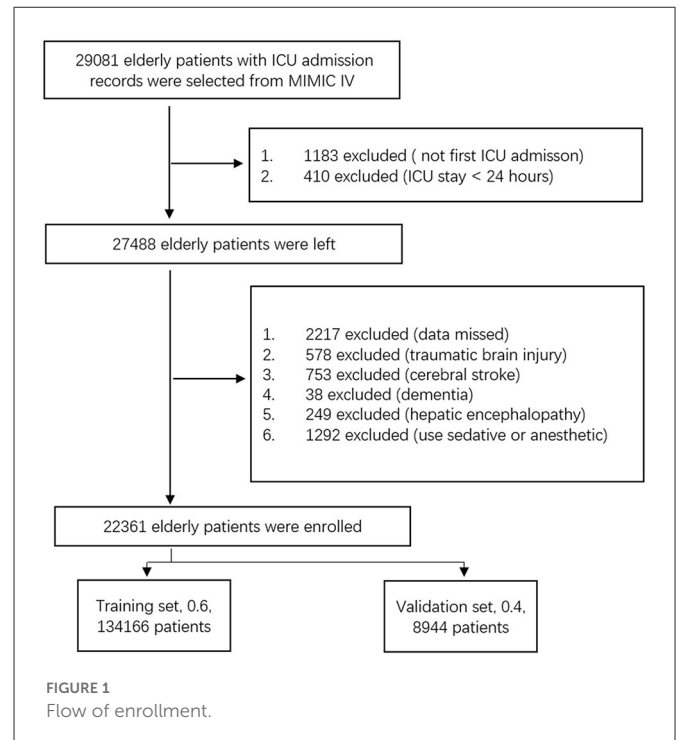 29081 elderly patients with ICU admission
records were selected from MIMIC IV
1. 1183 excluded ( not first ICU admisson)
2. 410 excluded (ICU stay < 24 hours)
27488 elderly patients were left
1. 2217 excluded (data missed)
2. 578 excluded (traumatic brain injury)
3. 753 excluded (cerebral stroke)
4. 38 excluded (dementia)
5. 249 excluded (hepatic encephalopathy)
6. 1292 excluded (use sedative or anesthetic)
22361 elderly patients were enrolled
Training set, 0.6,
134166 patients
Validation set, 0.4,
8944 patients
FIGURE 1
Flow of enrollment.